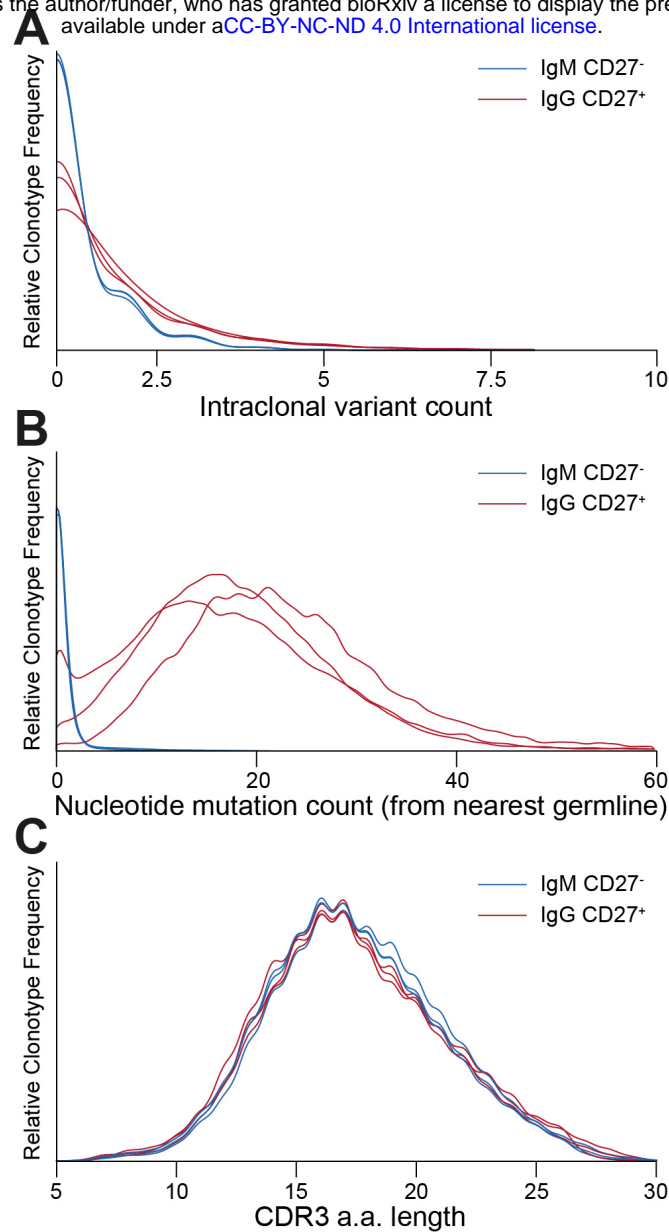 s the author/funder, who has granted bioRxiv a license to display the pre
available under aCC-BY-NC-ND 4.0 International license.
A
IgM CD27-
IgG CD27+
Relative Clonotype Frequency
0 2.5 5 7.5 10
Intraclonal variant count
B
IgM CD27-
IgG CD27+
Relative Clonotype Frequency
0 20 40 60
Nucleotide mutation count (from nearest germline)
C
IgM CD27-
IgG CD27+
Relative Clonotype Frequency
5 10 15 20 25 30
CDR3 a.a. length